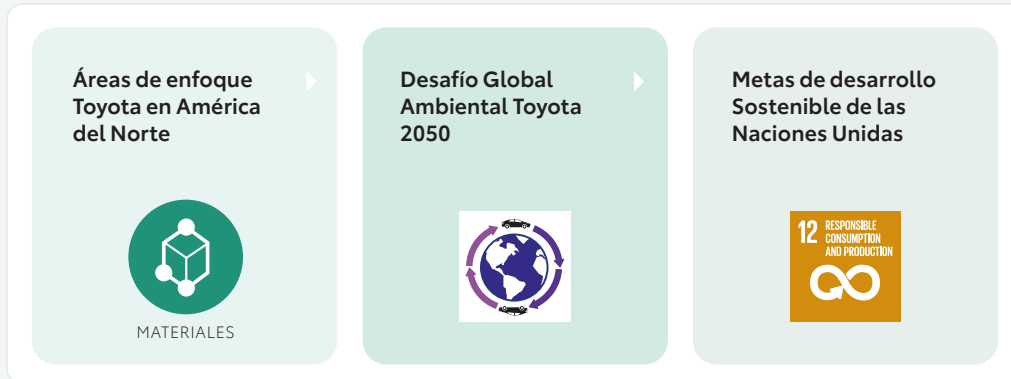 Áreas de enfoque
Toyota en América
del Norte
MATERIALES
Desafío Global
Ambiental Toyota
2050
Metas de desarrollo
Sostenible de las
Naciones Unidas
12 RESPONSIBLE
CONSUMPTION
AND PRODUCTION